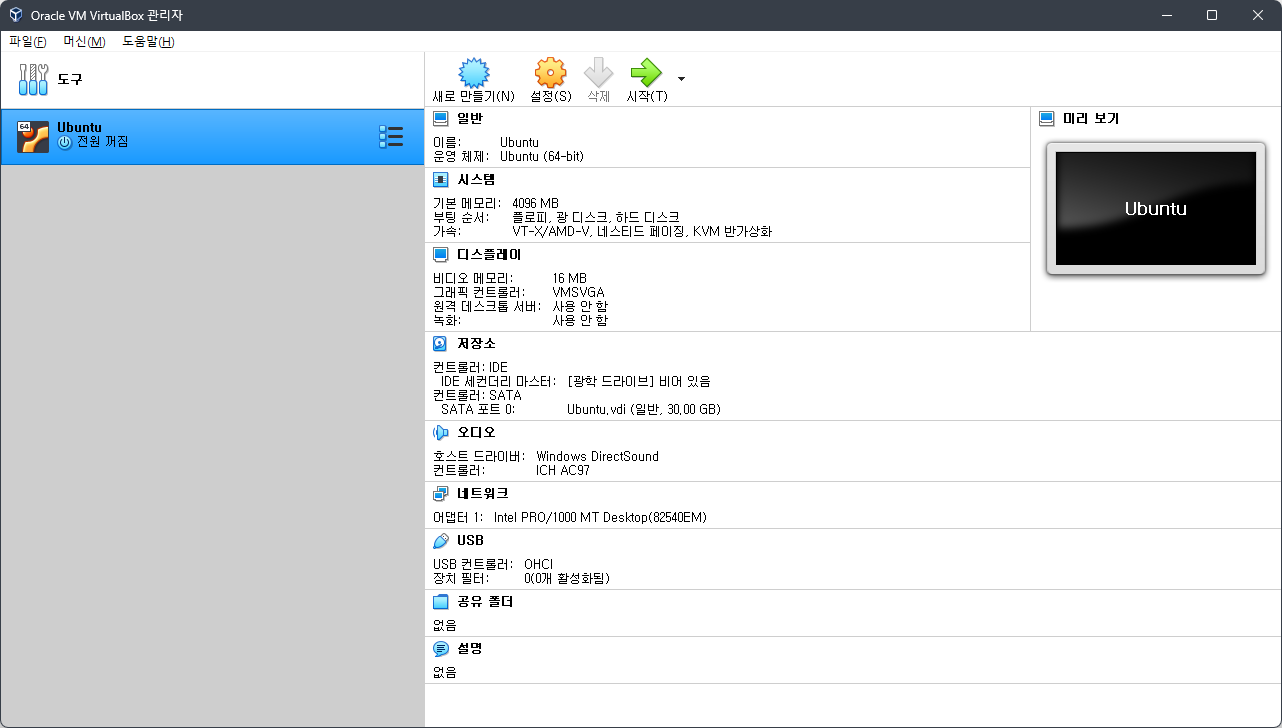 Oracle VM VirtualBox 관리자
파일(F) 머신(M) 도움말(H)
도구
새로 만들기(N) 설정(S) 삭제 시작(T)
64
Ubuntu
전원 꺼짐
일반
이름: Ubuntu
운영 체제: Ubuntu (64-bit)
미리 보기
Ubuntu
시스템
기본 메모리: 4096 MB
부팅 순서: 플로피, 광 디스크, 하드 디스크
가속: VT-X/AMD-V, 네스티드 페이징, KVM 반가상화
디스플레이
비디오 메모리: 16 MB
그래픽 컨트롤러: VMSVGA
원격 데스크톱 서버: 사용 안 함
녹화: 사용 안 함
저장소
컨트롤러: IDE
IDE 세컨더리 마스터: [광학 드라이브] 비어 있음
컨트롤러: SATA
SATA 포트 0: Ubuntu.vdi (일반, 30.00 GB)
오디오
호스트 드라이버: Windows DirectSound
컨트롤러: ICH AC97
네트워크
어댑터 1: Intel PRO/1000 MT Desktop(82540EM)
USB
USB 컨트롤러: OHCI
장치 필터: 0(0개 활성화됨)
공유 폴더
없음
설명
없음